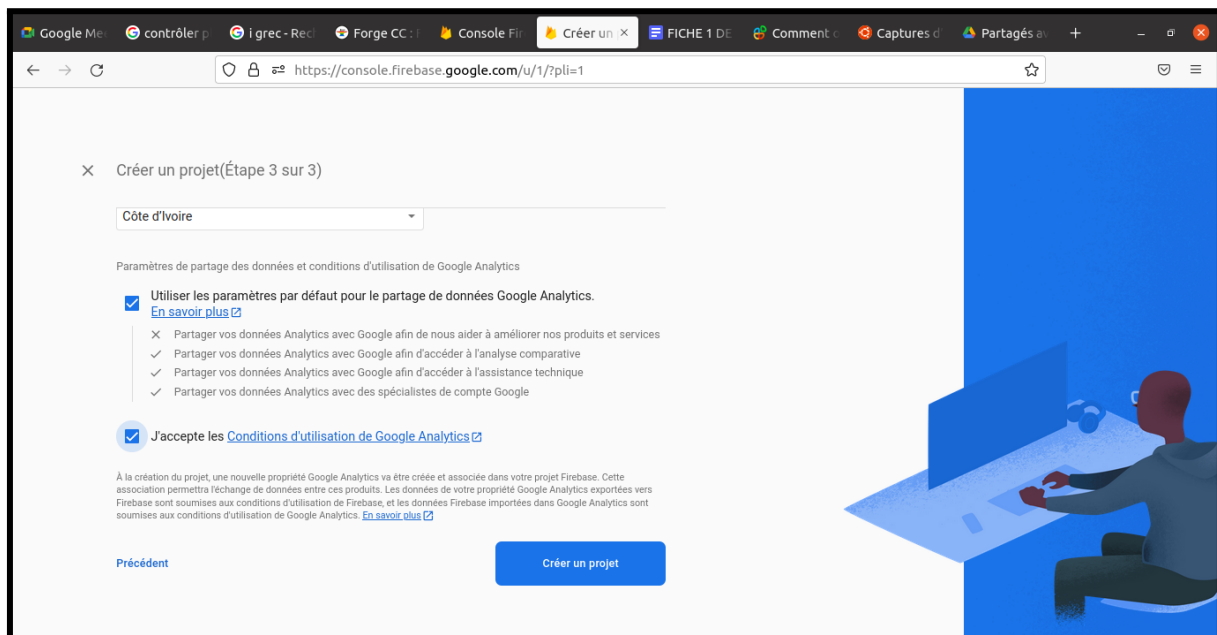 Google Me
contrôler p
i grec - Rec
Forge CC :
Console Fir
Créer un
FICHE 1 DE
Comment o
Captures d'
Partagés av
https://console.firebase.google.com/u/1/?pli=1
Créer un projet(Étape 3 sur 3)
Côte d'Ivoire
Paramètres de partage des données et conditions d'utilisation de Google Analytics
Utiliser les paramètres par défaut pour le partage de données Google Analytics.
En savoir plus
Partager vos données Analytics avec Google afin de nous aider à améliorer nos produits et services
Partager vos données Analytics avec Google afin d'accéder à l'analyse comparative
Partager vos données Analytics avec Google afin d'accéder à l'assistance technique
Partager vos données Analytics avec des spécialistes de compte Google
J'accepte les Conditions d'utilisation de Google Analytics
À la création du projet, une nouvelle propriété Google Analytics va être créée et associée dans votre projet Firebase. Cette
association permettra l'échange de données entre ces produits. Les données de votre propriété Google Analytics exportées vers
Firebase sont soumises aux conditions d'utilisation de Firebase, et les données Firebase importées dans Google Analytics sont
soumises aux conditions d'utilisation de Google Analytics. En savoir plus
Précédent
Créer un projet